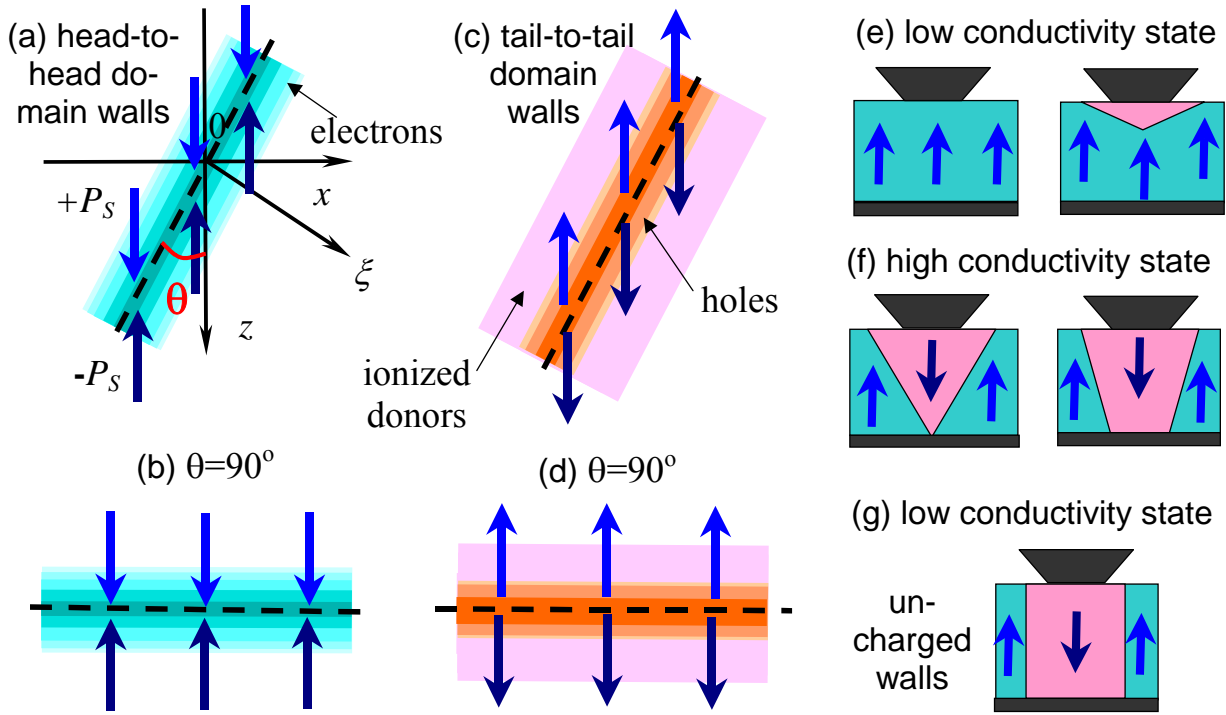 (a) head-to-
head do-
main walls
0
electrons
+P_S
x
ξ
θ
z
-P_S
(b) θ=90°
(c) tail-to-tail
domain
walls
holes
ionized
donors
(d) θ=90°
(e) low conductivity state
(f) high conductivity state
(g) low conductivity state
un-
charged
walls